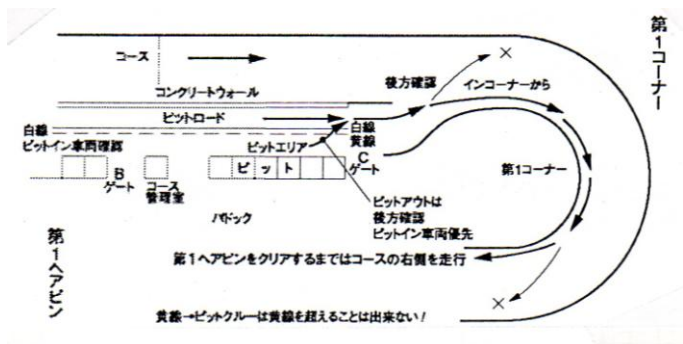 第1コーナー
コース
後方確認
インコーナーから
コンクリートウォール
ピットロード
白線
白線
黄線
ピットイン車両確認
ピットエリア
C
ゲート
B
ゲート
コース
管理室
ピット
第1コーナー
パドック
ピットアウトは
後方確認
ピットイン車両優先
第1ヘアピン
第1ヘアピンをクリアするまではコースの右側を走行
黄線→ピットクルーは黄線を超えることは出来ない!